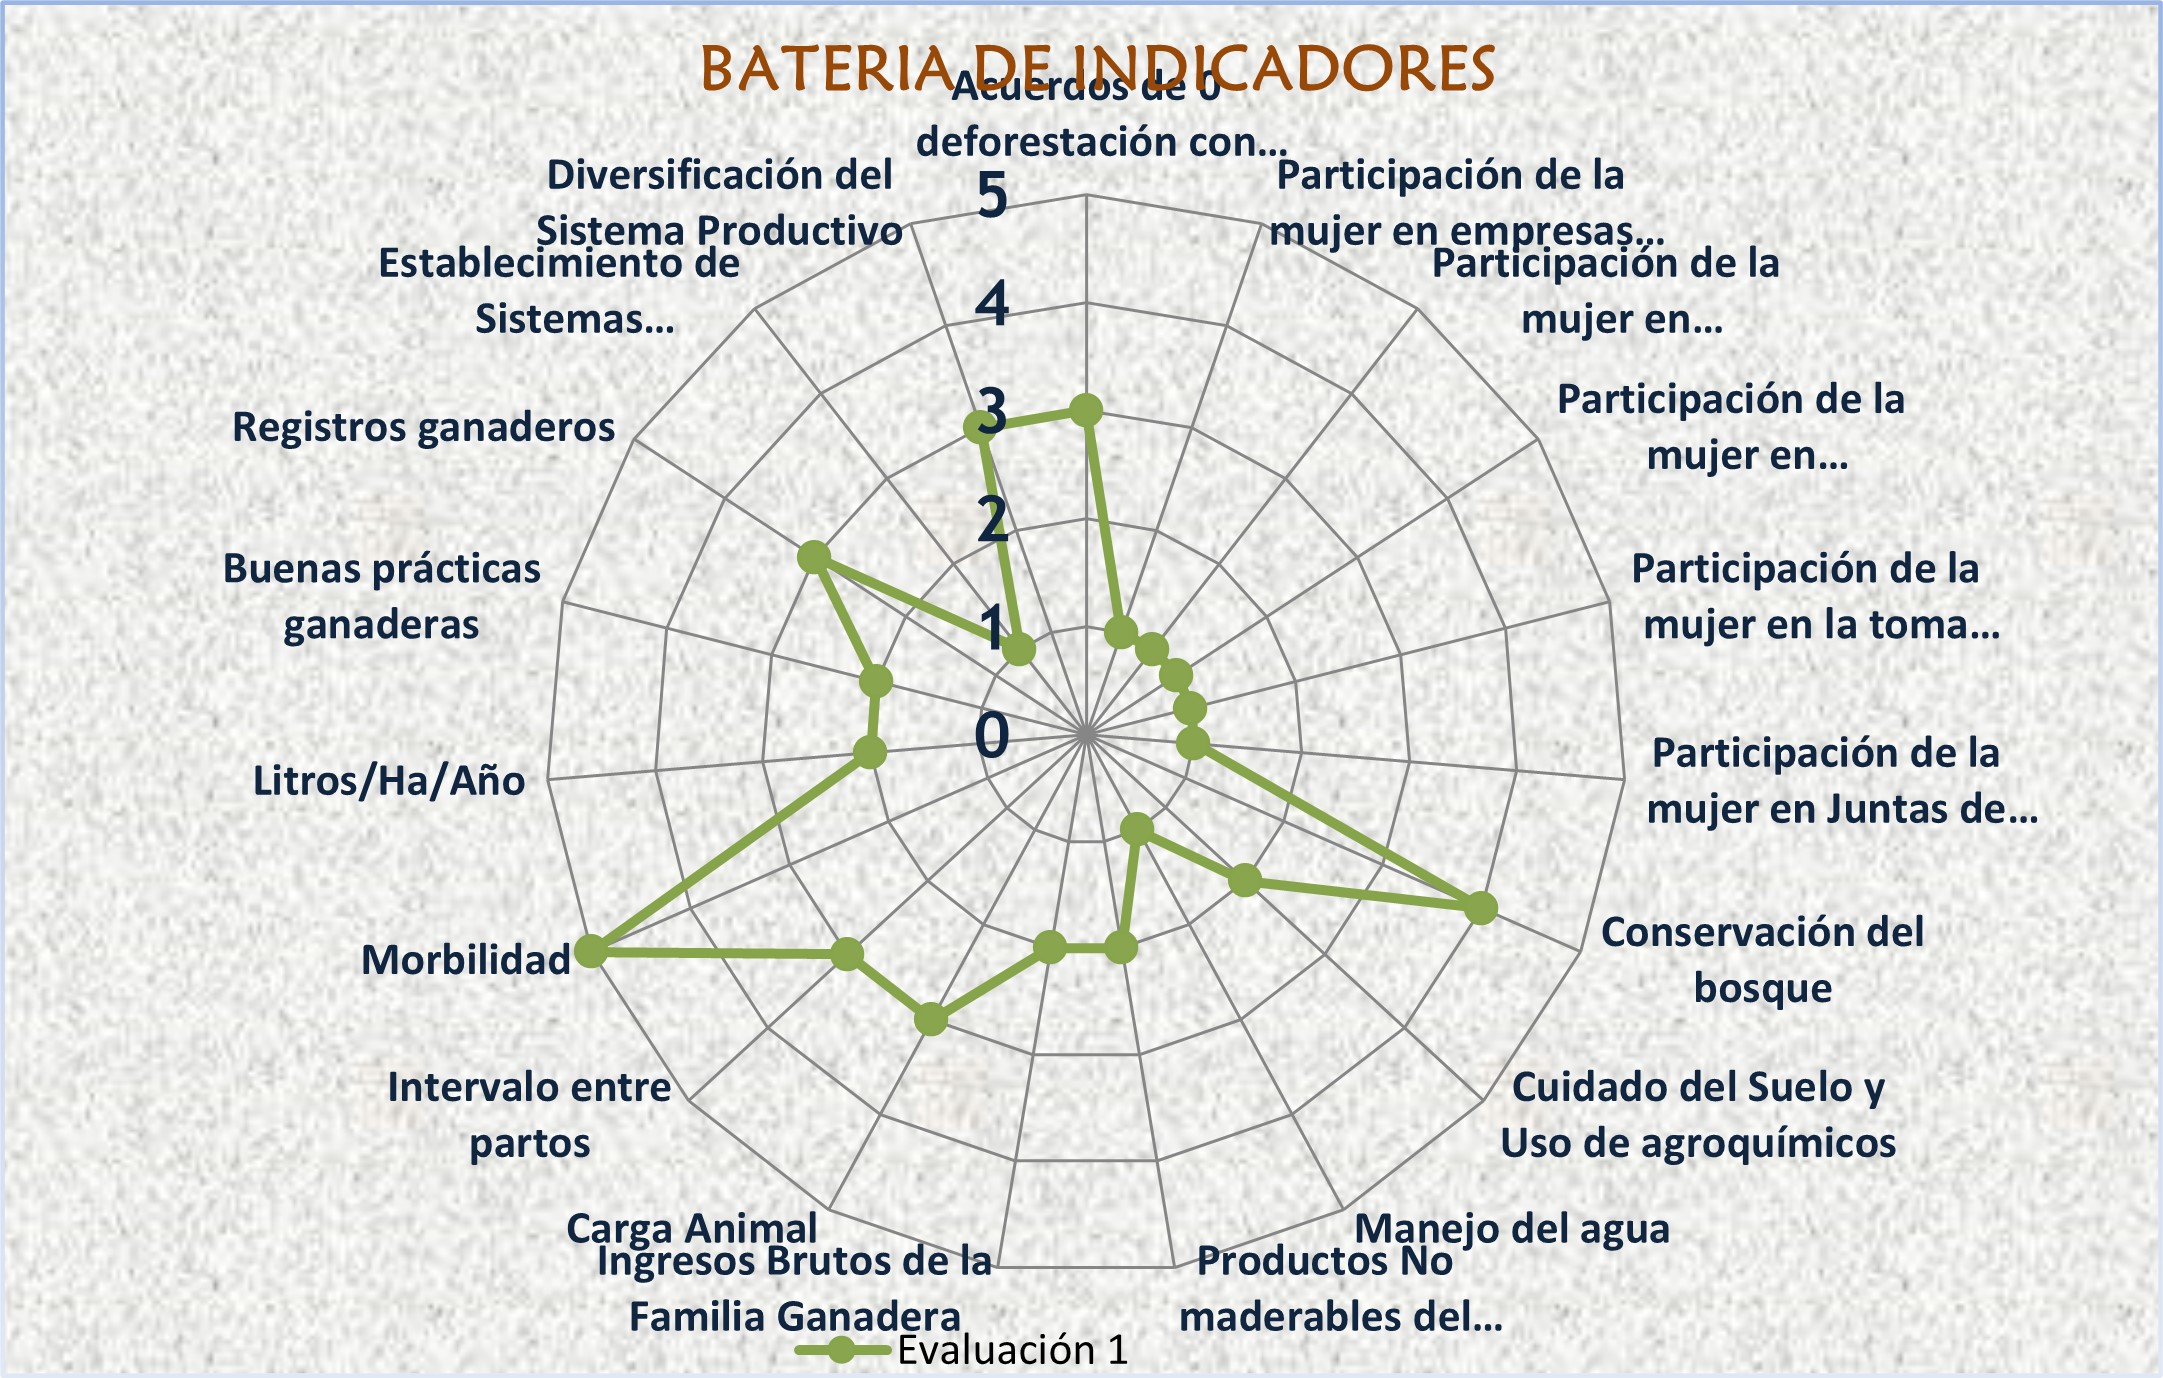 BATERIA DE INDICADORES
Acuerdos de 0
deforestación con...
Participación de la
mujer en empresas...
Participación de la
mujer en...
Participación de la
mujer en...
Participación de la
mujer en la toma...
Participación de la
mujer en Juntas de...
Conservación del
bosque
Cuidado del Suelo y
Uso de agroquímicos
Manejo del agua
Productos No
maderables del...
Ingresos Brutos de la
Familia Ganadera
Carga Animal
Intervalo entre
partos
Morbilidad
Litros/Ha/Año
Buenas prácticas
ganaderas
Registros ganaderos
Establecimiento de
Sistemas...
Diversificación del
Sistema Productivo
5
4
3
2
1
0
Evaluación 1